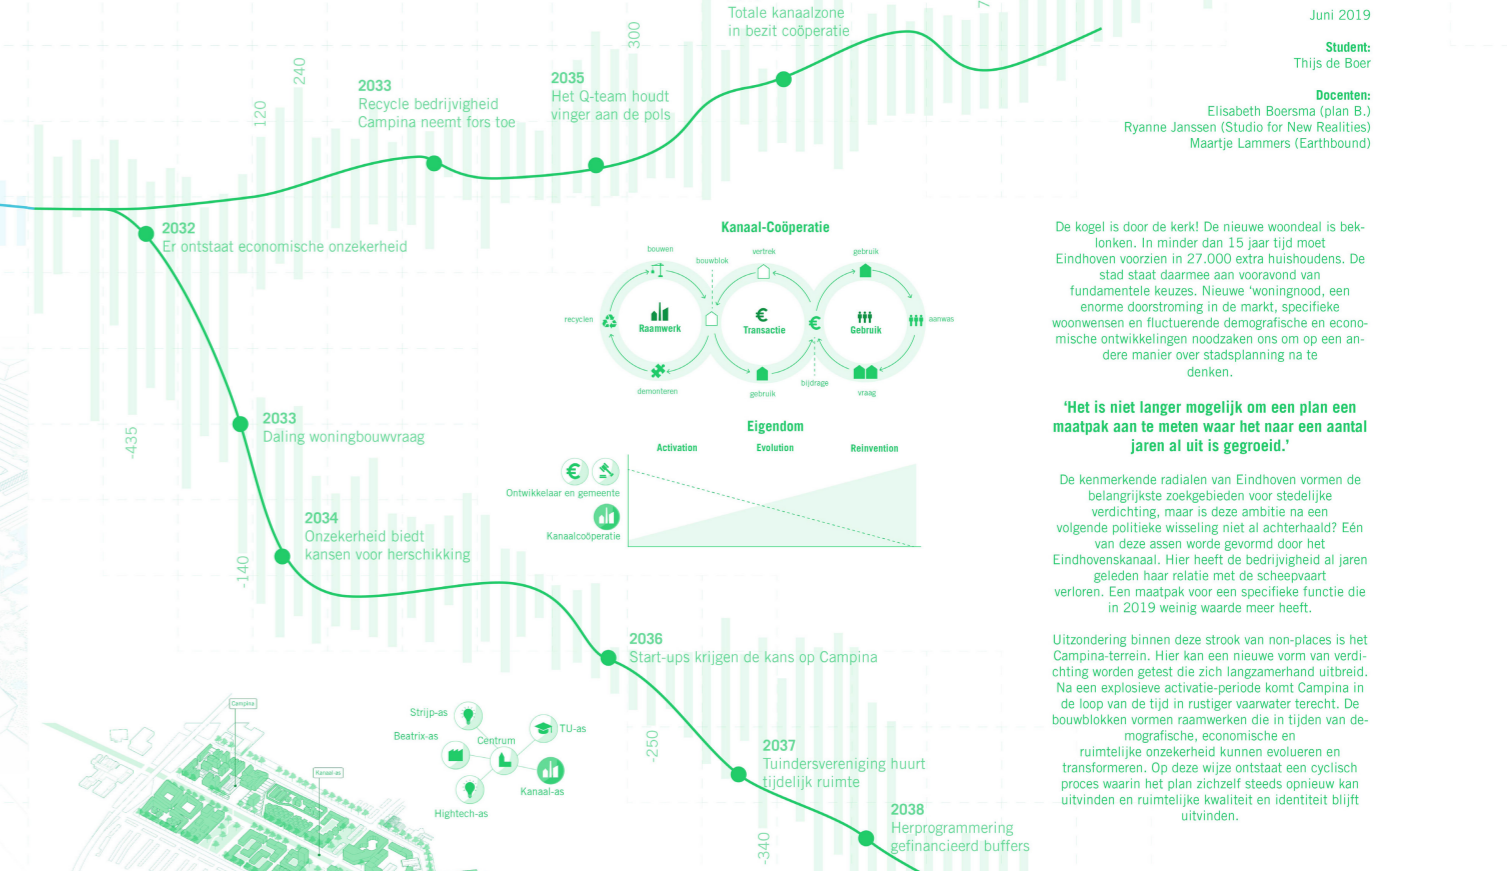 Totale kanaalzone
in bezit coöperatie
300
240
120
2033
Recycle bedrijvigheid
Campina neemt fors toe
2035
Het Q-team houdt
vinger aan de pols
2032
Er ontstaat economische onzekerheid
-435
2033
Daling woningbouwvraag
-140
2034
Onzekerheid biedt
kansen voor herschikking
2036
Start-ups krijgen de kans op Campina
-250
2037
Tuindersvereniging huurt
tijdelijk ruimte
-340
2038
Herprogrammering
gefinancieerd buffers
Kanaal-Coöperatie
bouwen
bouwblok
vertrek
gebruik
recyclen
Raamwerk
Transactie
Gebruik
aanwas
demonteren
gebruik
bijdrage
vraag
Eigendom
Activation
Evolution
Reinvention
Ontwikkelaar en gemeente
Kanaalcoöperatie
Campina
Kanaal-as
Strijp-as
TU-as
Beatrix-as
Centrum
Kanaal-as
Hightech-as
Juni 2019
Student:
Thijs de Boer
Docenten:
Elisabeth Boersma (plan B.)
Ryanne Janssen (Studio for New Realities)
Maartje Lammers (Earthbound)
De kogel is door de kerk! De nieuwe woondeal is bek-
lonken. In minder dan 15 jaar tijd moet
Eindhoven voorzien in 27.000 extra huishoudens. De
stad staat daarmee aan vooravond van
fundamentele keuzes. Nieuwe ‘woningnood, een
enorme doorstroming in de markt, specifieke
woonwensen en fluctuerende demografische en econo-
mische ontwikkelingen noodzaken ons om op een an-
dere manier over stadsplanning na te
denken.
‘Het is niet langer mogelijk om een plan een
maatpak aan te meten waar het naar een aantal
jaren al uit is gegroeid.’
De kenmerkende radialen van Eindhoven vormen de
belangrijkste zoekgebieden voor stedelijke
verdichting, maar is deze ambitie na een
volgende politieke wisseling niet al achterhaald? Eén
van deze assen worde gevormd door het
Eindhovenskanaal. Hier heeft de bedrijvigheid al jaren
geleden haar relatie met de scheepvaart
verloren. Een maatpak voor een specifieke functie die
in 2019 weinig waarde meer heeft.
Uitzondering binnen deze strook van non-places is het
Campina-terrein. Hier kan een nieuwe vorm van verdi-
chting worden getest die zich langzamerhand uitbreid.
Na een explosieve activatie-periode komt Campina in
de loop van de tijd in rustiger vaarwater terecht. De
bouwblokken vormen raamwerken die in tijden van de-
mografische, economische en
ruimtelijke onzekerheid kunnen evolueren en
transformeren. Op deze wijze ontstaat een cyclisch
proces waarin het plan zichzelf steeds opnieuw kan
uitvinden en ruimtelijke kwaliteit en identiteit blijft
uitvinden.